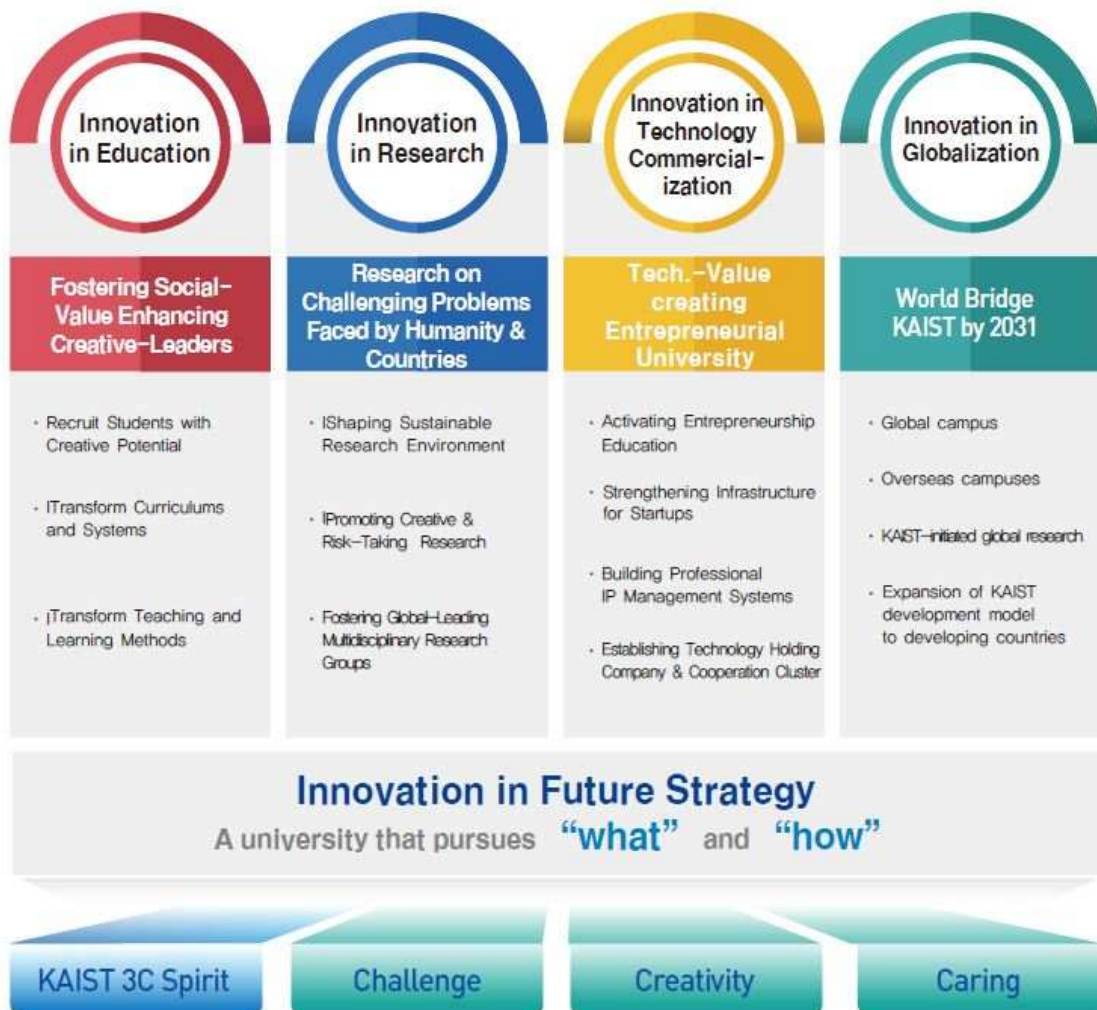 Innovation
in Education
Fostering Social-
Value Enhancing
Creative-Leaders
· Recruit Students with
Creative Potential
· lTransform Curriculums
and Systems
· ¡Transform Teaching and
Learning Methods
Innovation
in Research
Research on
Challenging Problems
Faced by Humanity &
Countries
· lShaping Sustainable
Research Environment
· lPromoting Creative &
Risk-Taking Research
· Fostering Global-Leading
Multidisciplinary Research
Groups
Innovation in
Technology
Commercial-
ization
Tech.-Value
creating
Entrepreneurial
University
· Activating Entrepreneurship
Education
· Strengthening Infrastructure
for Startups
· Building Professional
IP Management Systems
· Establishing Technology Holding
Company & Cooperation Cluster
Innovation in
Globalization
World Bridge
KAIST by 2031
· Global campus
· Overseas campuses
· KAIST-initiated global research
· Expansion of KAIST
development model
to developing countries
Innovation in Future Strategy
A university that pursues “what” and “how”
KAIST 3C Spirit
Challenge
Creativity
Caring